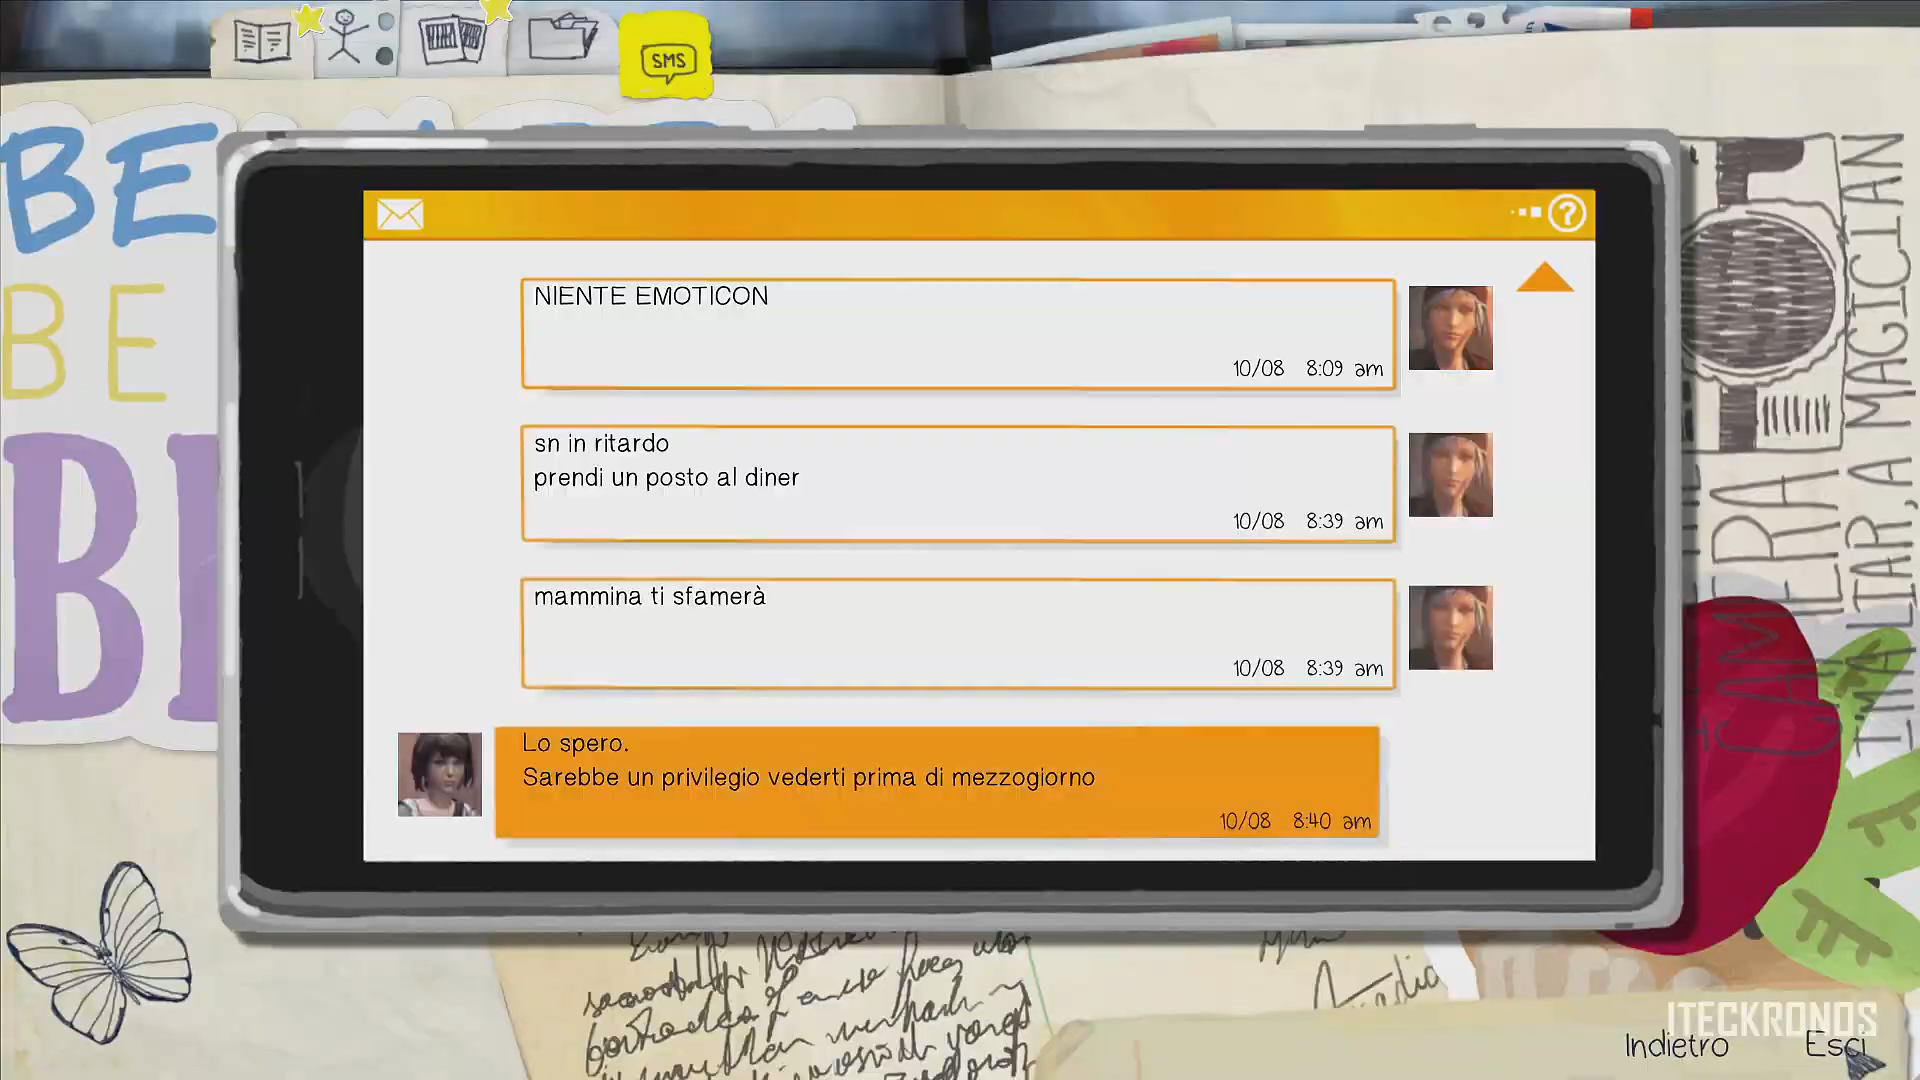 SMS
BE
BE
NIENTE EMOTICON
10/08 8:09 am
sn in ritardo
prendi un posto al diner
10/08 8:39 am
mammina ti sfamerà
10/08 8:39 am
Lo spero.
Sarebbe un privilegio vederti prima di mezzogiorno
10/08 8:40 am
CAMERA
LIAR, A MAGICIAN
ITECKRONOS
Indietro Esci